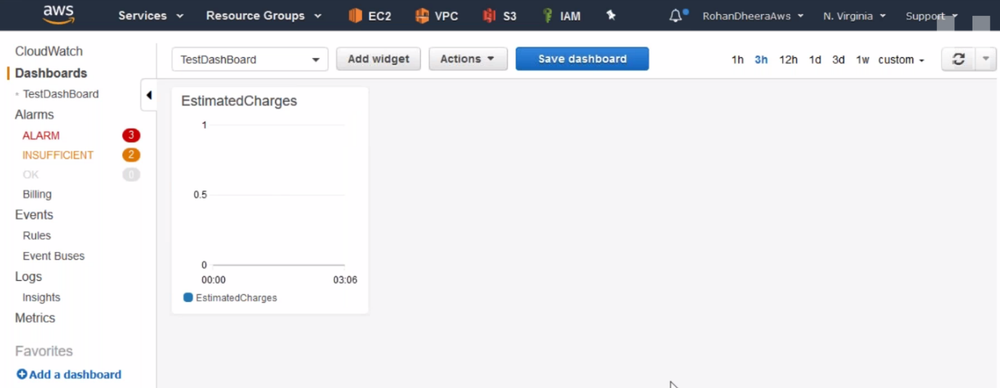 aws Services Resource Groups EC2 VPC S3 IAM RohanDheeraAws N. Virginia Support
CloudWatch
Dashboards
TestDashBoard
Alarms
ALARM 3
INSUFFICIENT 2
OK 0
Billing
Events
Rules
Event Buses
Logs
Insights
Metrics
Favorites
Add a dashboard
TestDashBoard Add widget Actions Save dashboard 1h 3h 12h 1d 3d 1w custom
EstimatedCharges
1
0.5
0
00:00 03:06
EstimatedCharges